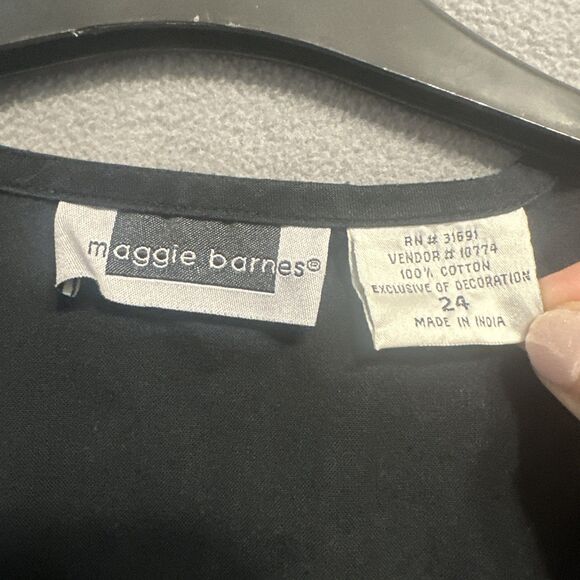 maggie barnes®
RN # 31691
VENDOR # 10774
100% COTTON
EXCLUSIVE OF DECORATION
24
MADE IN INDIA